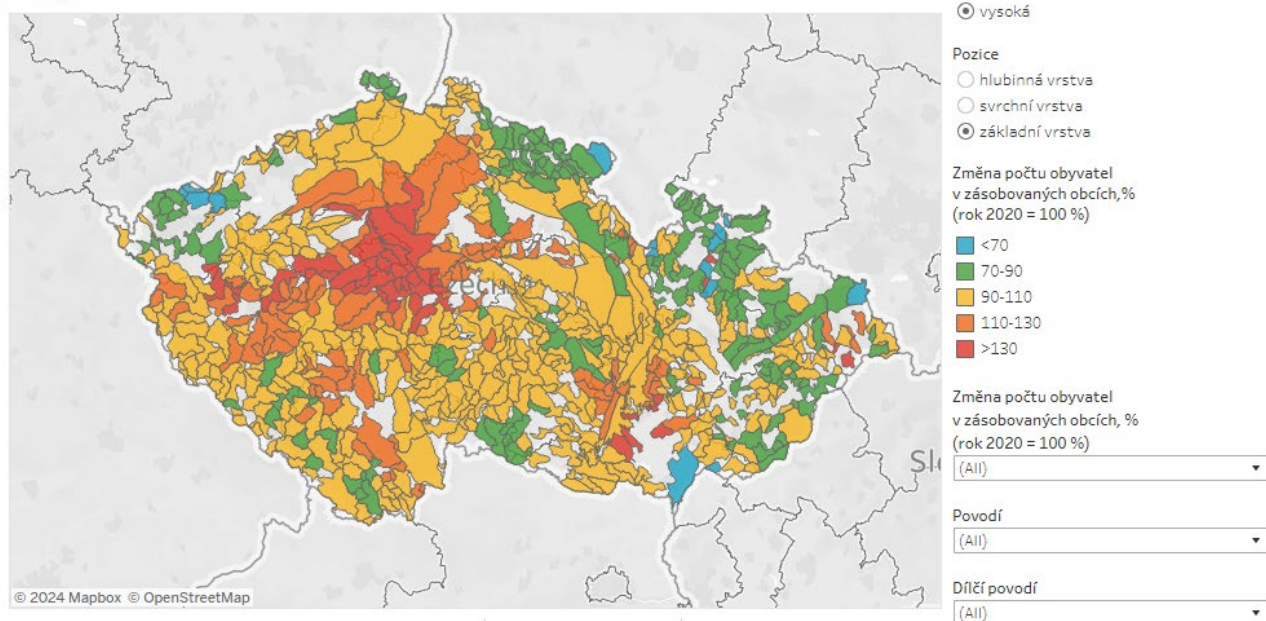 vysoká
Pozice
hlubinná vrstva
svrchní vrstva
základní vrstva
Změna počtu obyvatel
v zásobovaných obcích,%
(rok 2020 = 100 %)
<70
70-90
90-110
110-130
>130
Změna počtu obyvatel
v zásobovaných obcích, %
(rok 2020 = 100 %)
(All)
Povodí
(All)
Dílčí povodí
(All)
© 2024 Mapbox © OpenStreetMap